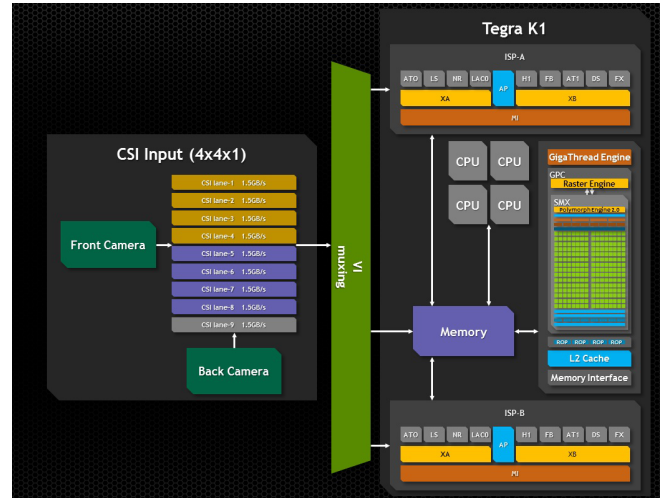 Tegra K1
ISP-A
ATO LS NR LAC0 AP H1 FB AT1 DS FX
XA XB
MI
CSI Input (4x4x1)
CSI lane-1 1.5GB/s
CSI lane-2 1.5GB/s
CSI lane-3 1.5GB/s
CSI lane-4 1.5GB/s
CSI lane-5 1.5GB/s
CSI lane-6 1.5GB/s
CSI lane-7 1.5GB/s
CSI lane-8 1.5GB/s
CSI lane-9 1.5GB/s
Front Camera
Back Camera
VI
muxing
CPU CPU
CPU CPU
Memory
GigaThread Engine
GPC
Raster Engine
SMX
Polymorph Engine 2.0
ROP ROP ROP ROP
L2 Cache
Memory Interface
ISP-B
ATO LS NR LAC0 AP H1 FB AT1 DS FX
XA XB
MI